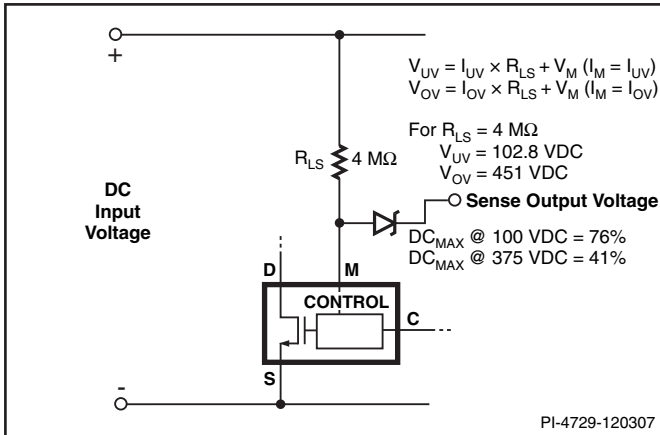 +
V_UV = I_UV × R_LS + V_M (I_M = I_UV)
V_OV = I_OV × R_LS + V_M (I_M = I_OV)
For R_LS = 4 MΩ
V_UV = 102.8 VDC
V_OV = 451 VDC
R_LS 4 MΩ
DC
Input
Voltage
Sense Output Voltage
DC_MAX @ 100 VDC = 76%
DC_MAX @ 375 VDC = 41%
D M
CONTROL
C
S
-
PI-4729-120307